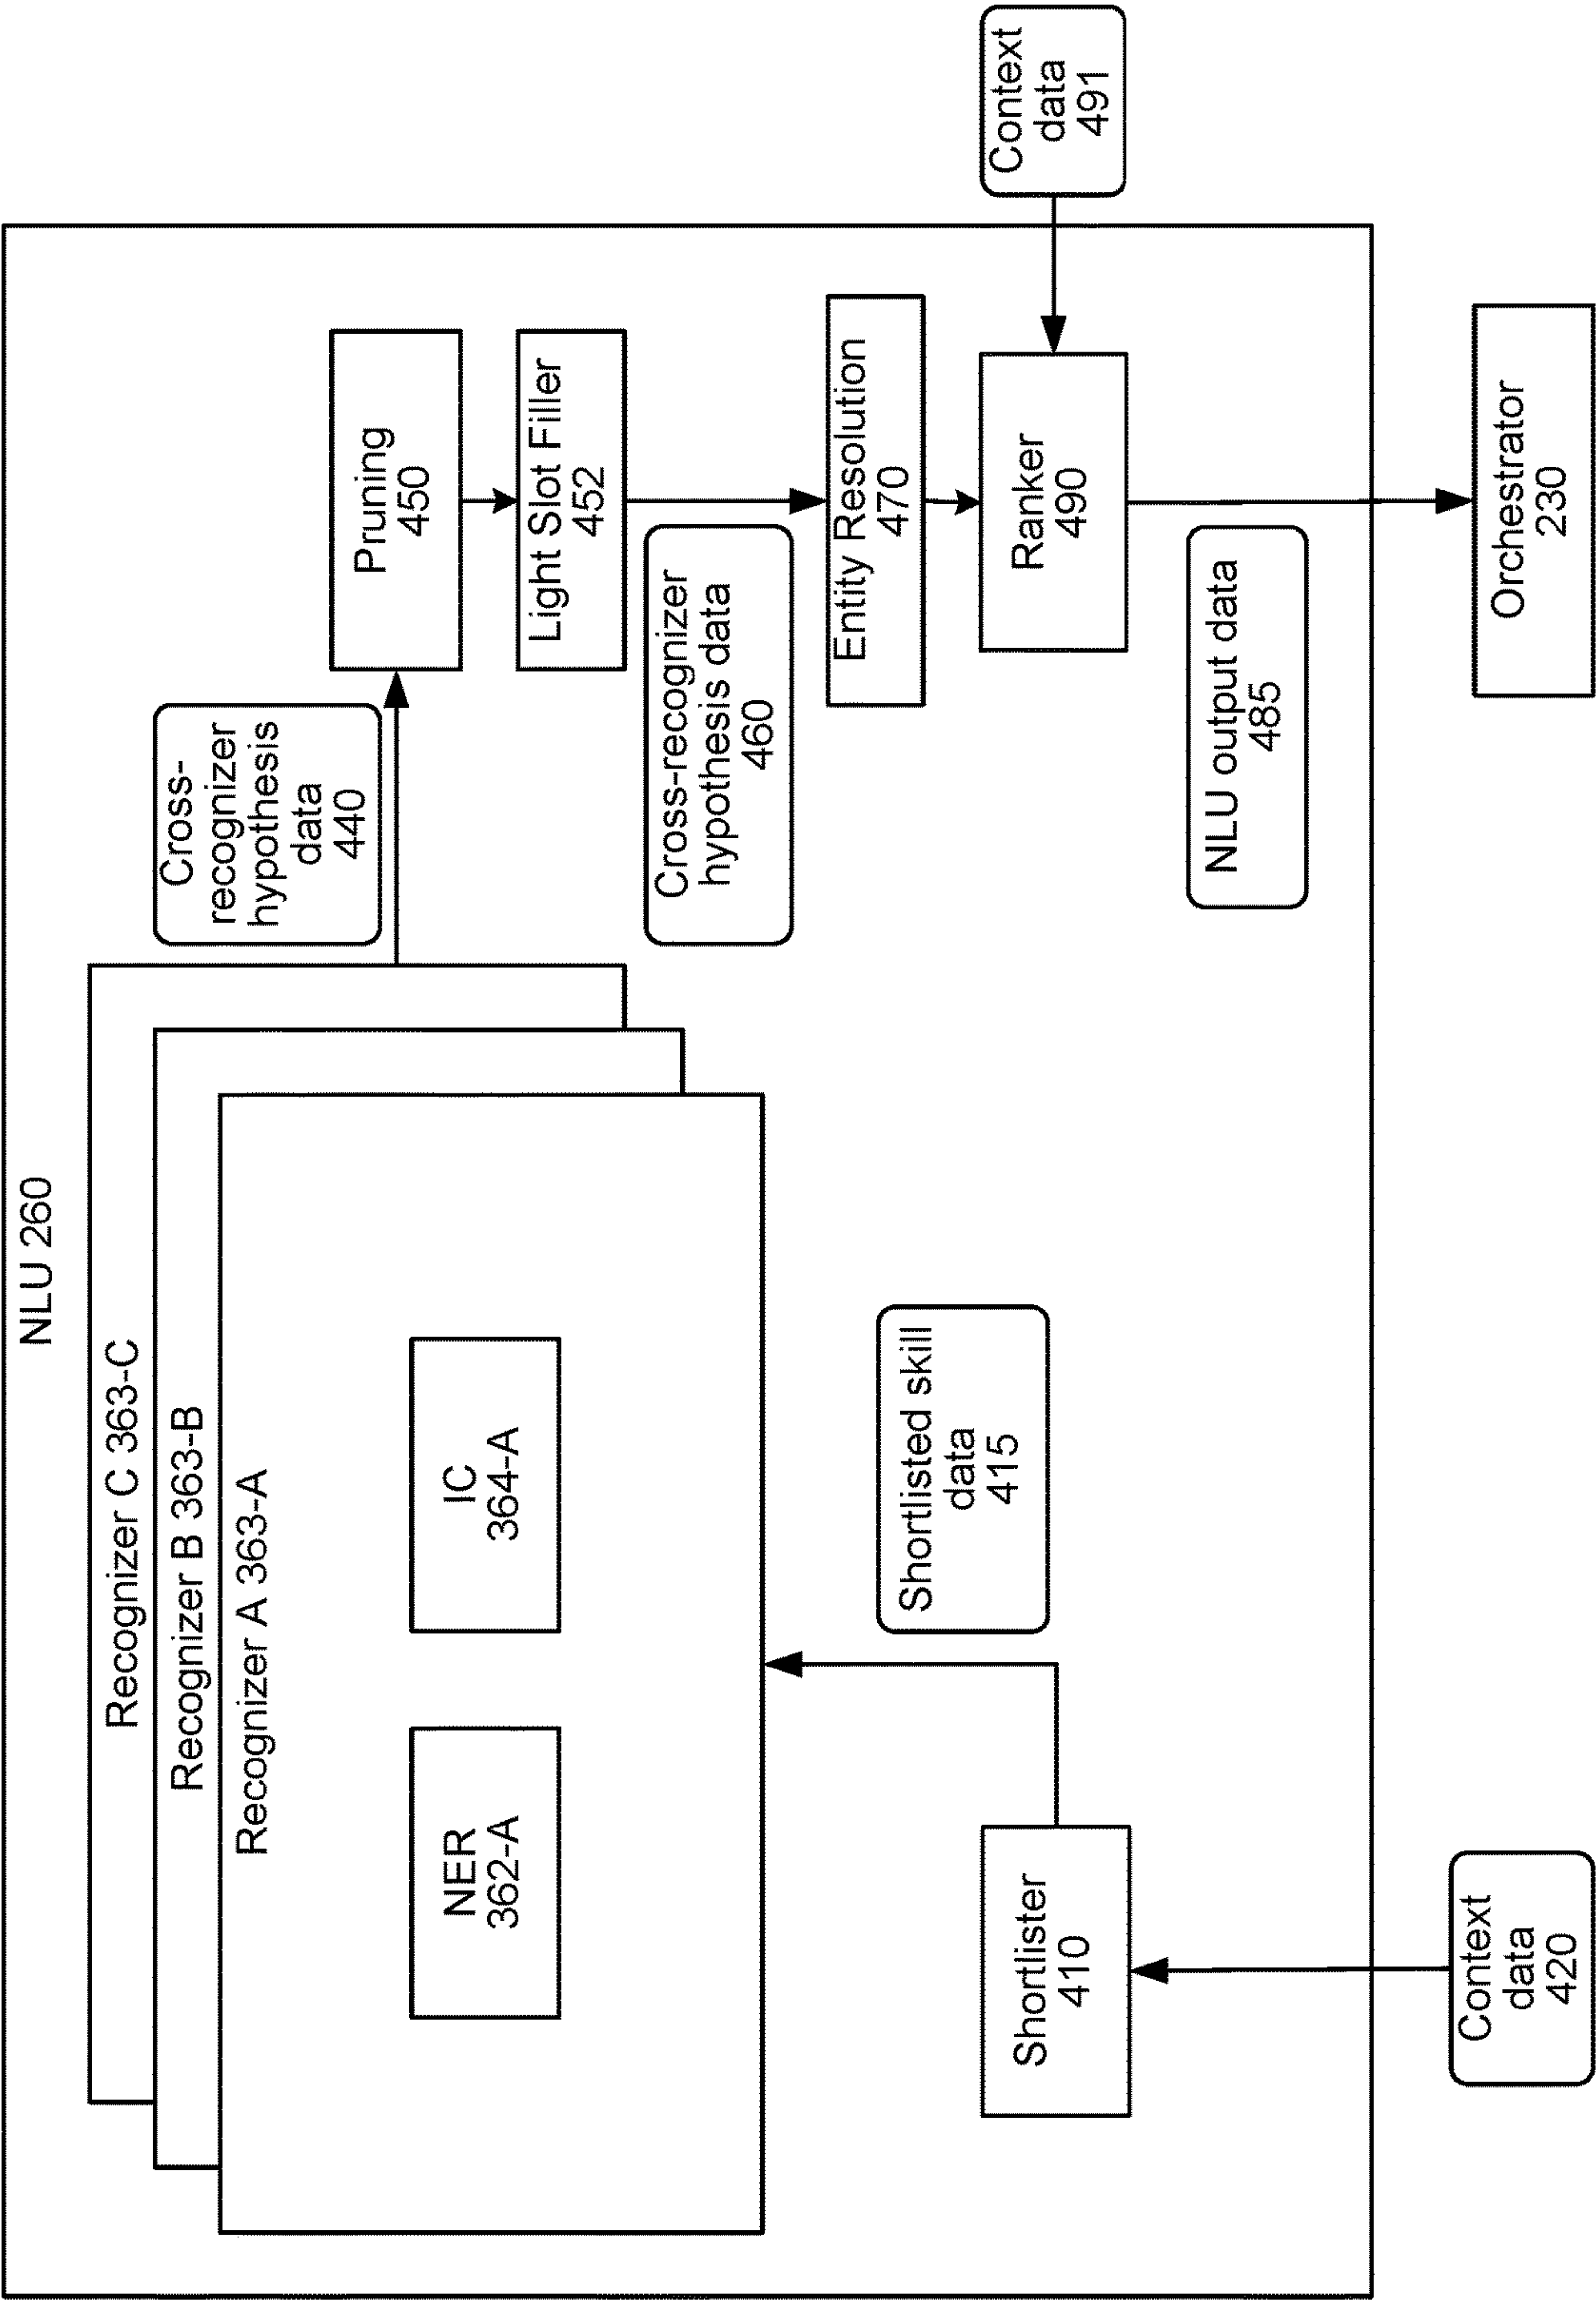 NLU 260
Recognizer C 363-C
Recognizer B 363-B
Recognizer A 363-A
NER
362-A
IC
364-A
Cross-
recognizer
hypothesis
data
440
Pruning
450
Light Slot Filler
452
Cross-recognizer
hypothesis data
460
Entity Resolution
470
Shortlister
410
Shortlisted skill
data
415
Ranker
490
Context
data
491
NLU output data
485
Context
data
420
Orchestrator
230